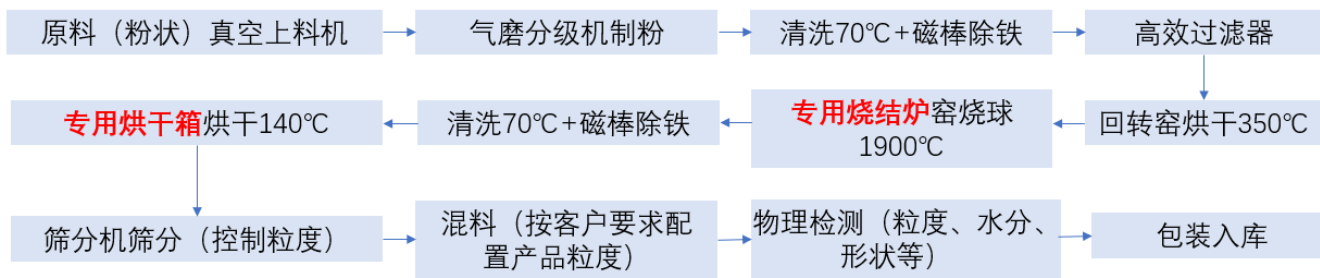 原料（粉状）真空上料机
气磨分级机制粉
清洗70℃+磁棒除铁
高效过滤器
回转窑烘干350℃
专用烧结炉窑烧球
1900℃
清洗70℃+磁棒除铁
专用烘干箱烘干140℃
筛分机筛分（控制粒度）
混料（按客户要求配
置产品粒度）
物理检测（粒度、水分、
形状等）
包装入库